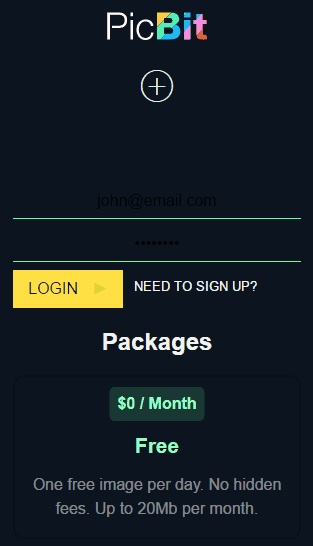 PicBit
john@email.com
••••••••
LOGIN
NEED TO SIGN UP?
Packages
$0 / Month
Free
One free image per day. No hidden
fees. Up to 20Mb per month.